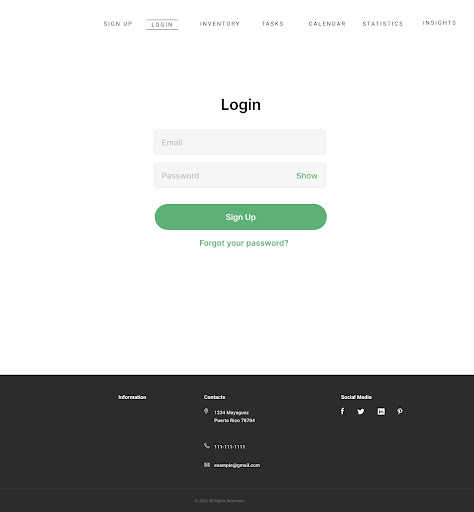 SIGN UP
LOGIN
INVENTORY
TASKS
CALENDAR
STATISTICS
INSIGHTS
Login
Email
Password
Show
Sign Up
Forgot your password?
Information
Contacts
Social Media
1234 Mayaguez
Puerto Rico 79704
111-111-1111
example@gmail.com
© 2022 All Rights Reserved